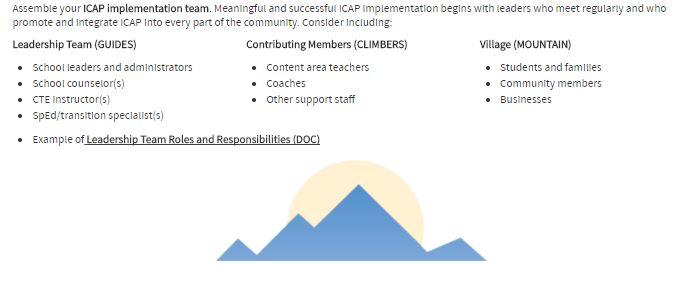 Assemble your ICAP implementation team. Meaningful and successful ICAP implementation begins with leaders who meet regularly and who
promote and integrate ICAP into every part of the community. Consider including:
Leadership Team (GUIDES)
School leaders and administrators
School counselor(s)
CTE instructor(s)
SpEd/transition specialist(s)
Example of Leadership Team Roles and Responsibilities (DOC)
Contributing Members (CLIMBERS)
Content area teachers
Coaches
Other support staff
Village (MOUNTAIN)
Students and families
Community members
Businesses